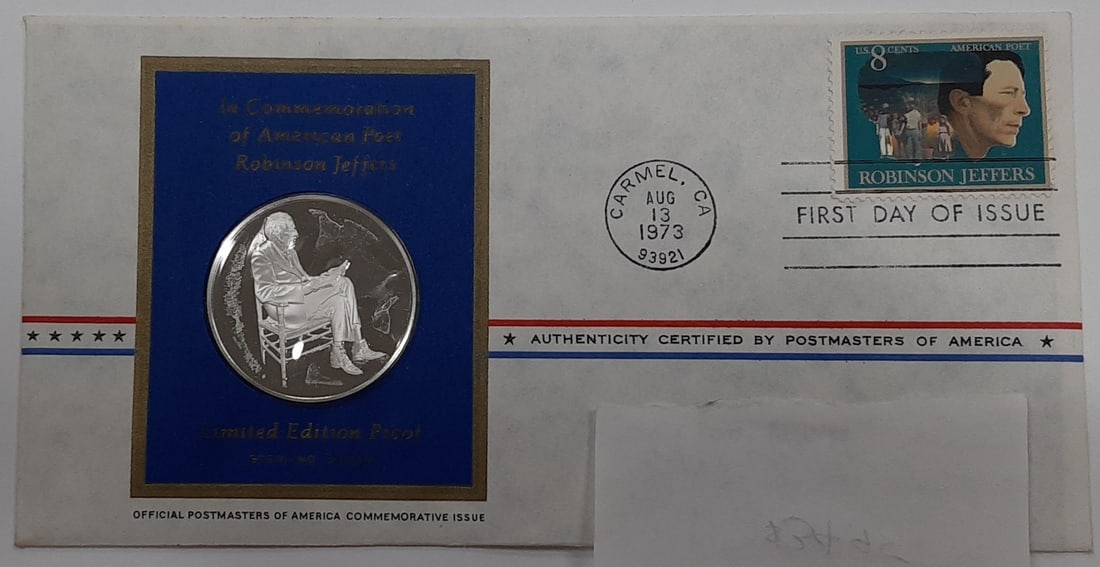 In Commemoration
of American Poet
Robinson Jeffers
Limited Edition Proof
OFFICIAL POSTMASTERS OF AMERICA COMMEMORATIVE ISSUE
★ ★ ★ ★ ★
★ AUTHENTICITY CERTIFIED BY POSTMASTERS OF AMERICA ★
CARMEL, CA
AUG
13
1973
93921
U.S. 8 CENTS AMERICAN POET
ROBINSON JEFFERS
FIRST DAY OF ISSUE